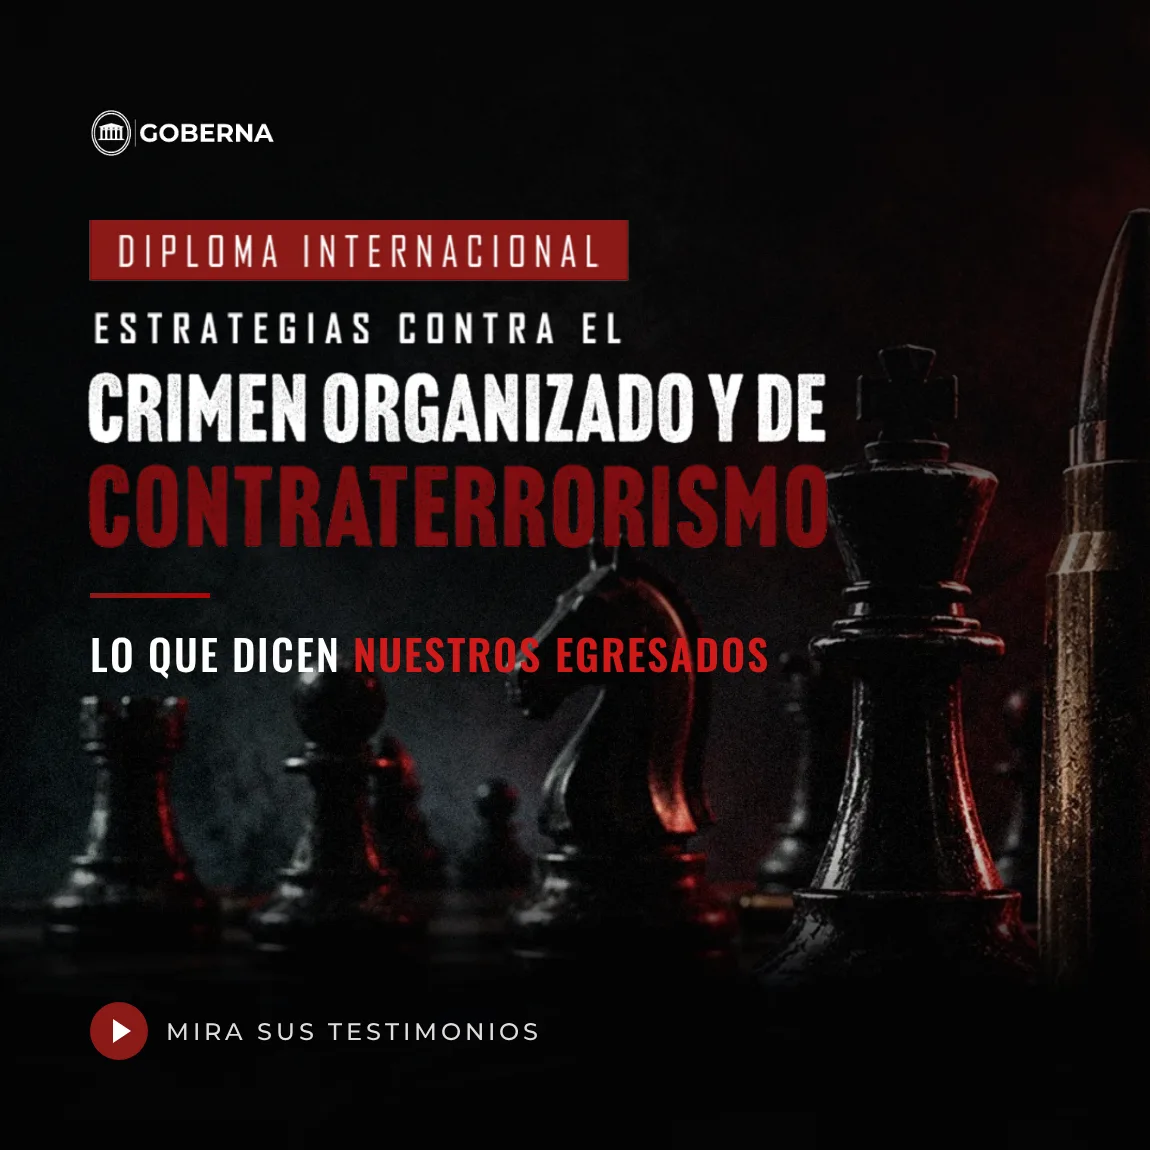 GOBERNA
DIPLOMA INTERNACIONAL
ESTRATEGIAS CONTRA EL
CRIMEN ORGANIZADO Y DE
CONTRATERRORISMO
LO QUE DICEN NUESTROS EGRESADOS
MIRA SUS TESTIMONIOS